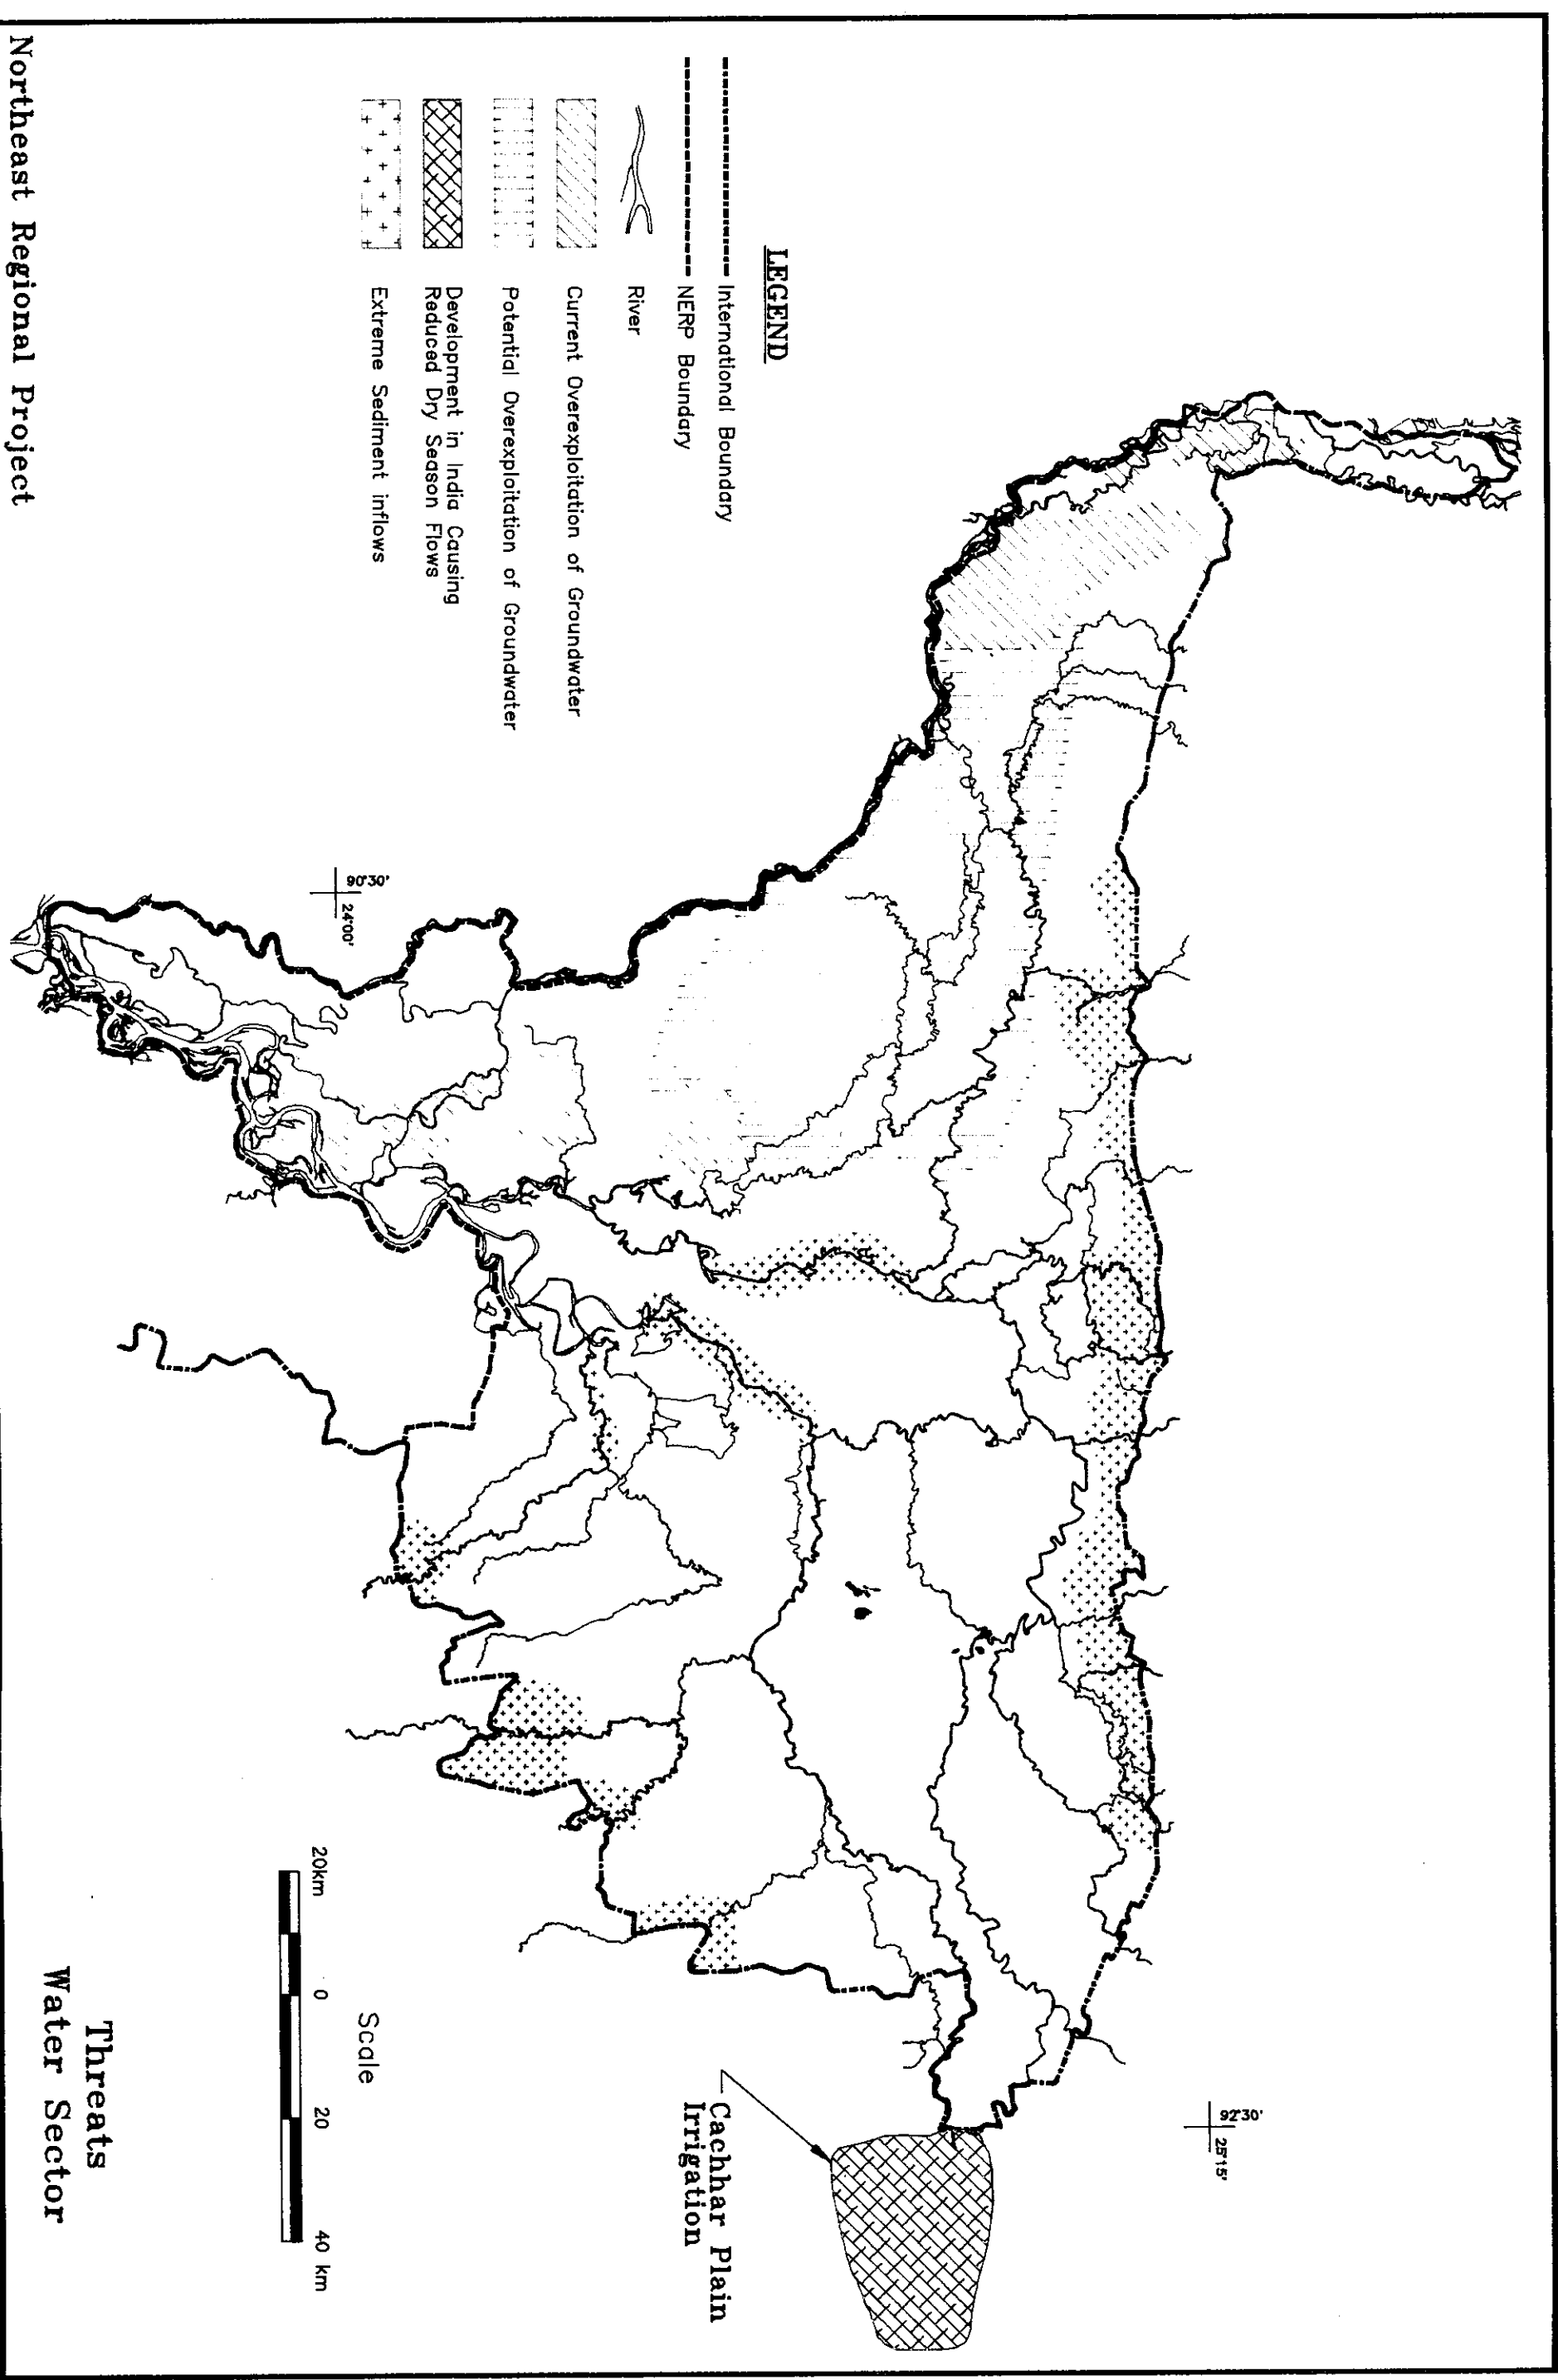 LEGEND
International Boundary
NERP Boundary
River
Current Overexploitation of Groundwater
Potential Overexploitation of Groundwater
Development in India Causing
Reduced Dry Season Flows
Extreme Sediment inflows
90°30'
24°00'
92°30'
25°15'
Cachhar Plain
Irrigation
Scale
20km 0 20 40 km
Northeast Regional Project
Threats
Water Sector